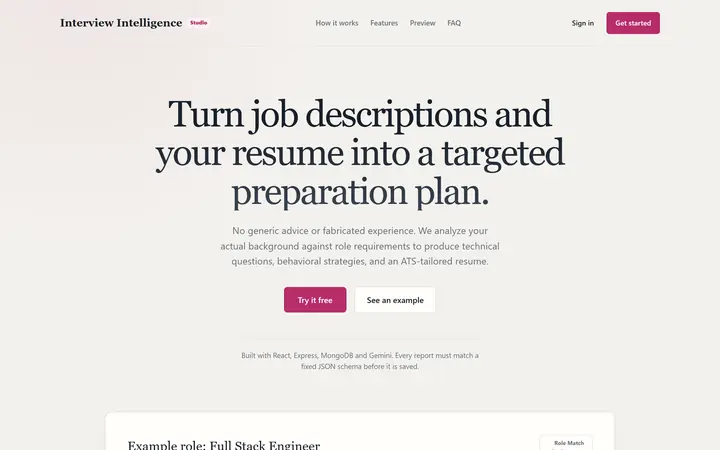 Interview Intelligence Studio
How it works Features Preview FAQ
Sign in Get started
Turn job descriptions and
your resume into a targeted
preparation plan.
No generic advice or fabricated experience. We analyze your
actual background against role requirements to produce technical
questions, behavioral strategies, and an ATS-tailored resume.
Try it free See an example
Built with React, Express, MongoDB and Gemini. Every report must match a
fixed JSON schema before it is saved.
Example role: Full Stack Engineer
Role Match